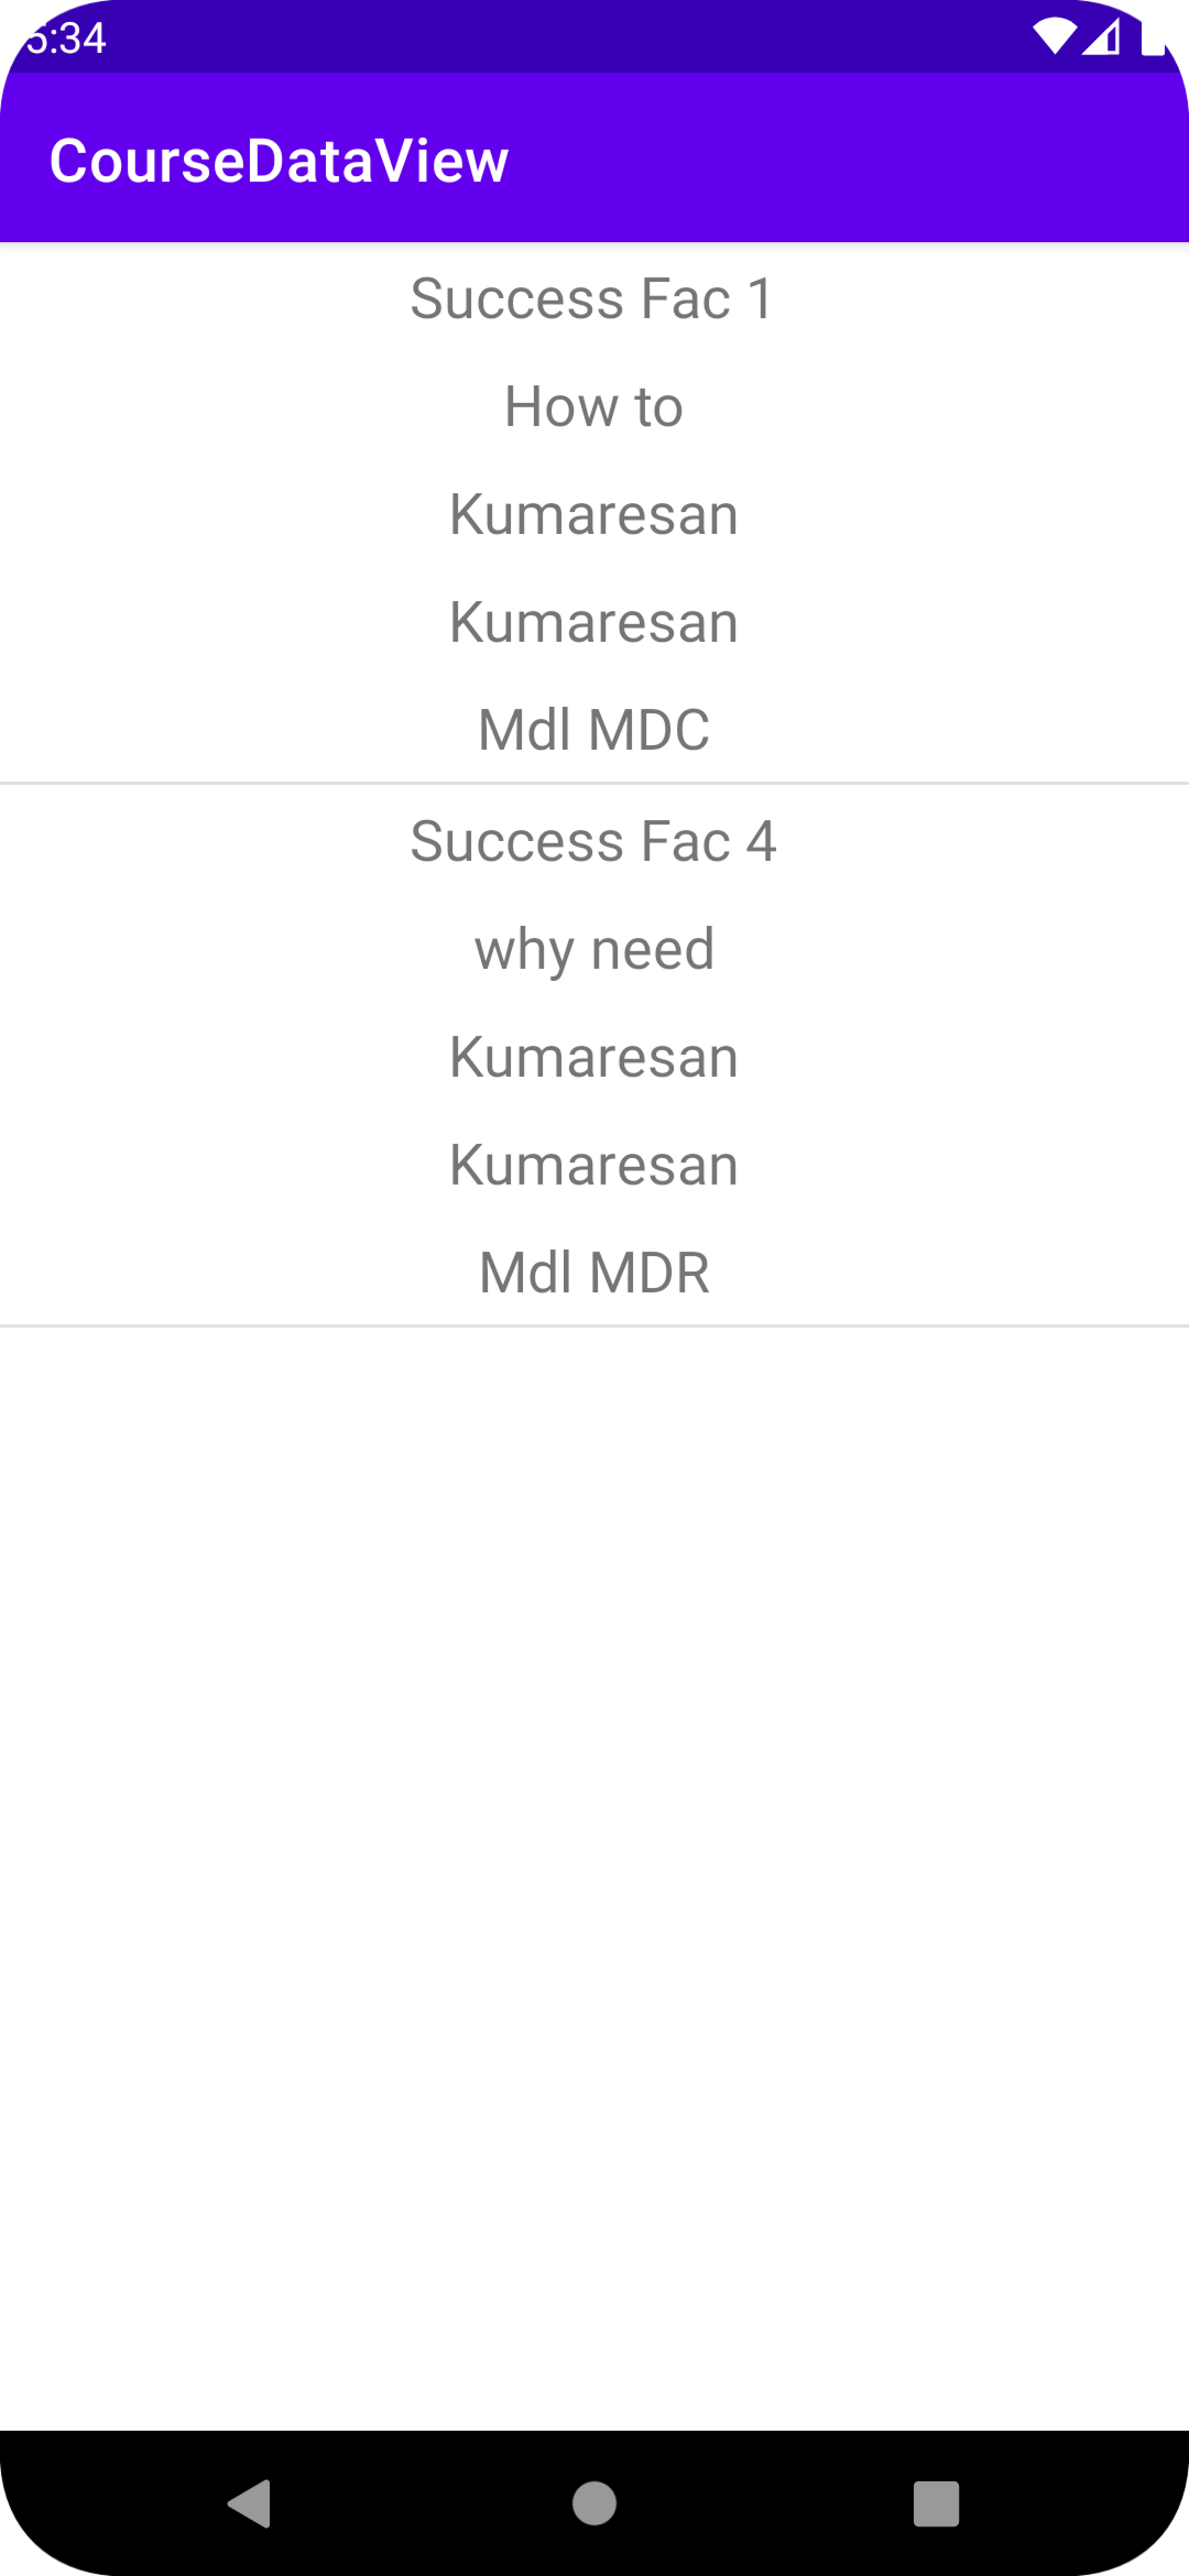 5:34
CourseDataView
Success Fac 1
How to
Kumaresan
Kumaresan
Mdl MDC
Success Fac 4
why need
Kumaresan
Kumaresan
Mdl MDR